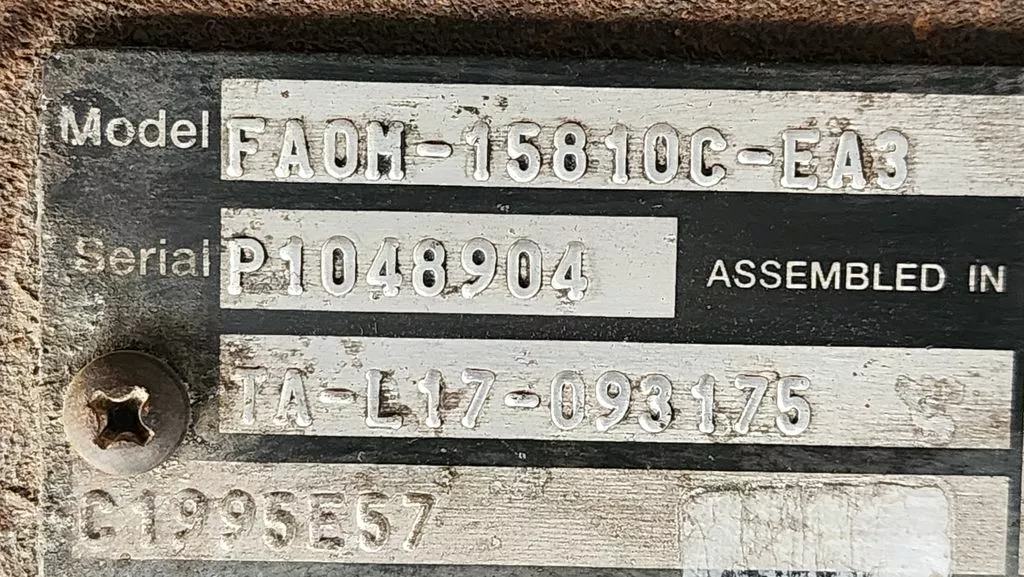 Model FAOM-15810C-EA3
Serial P1048904 ASSEMBLED IN
TA-L17-093175
C1995E57